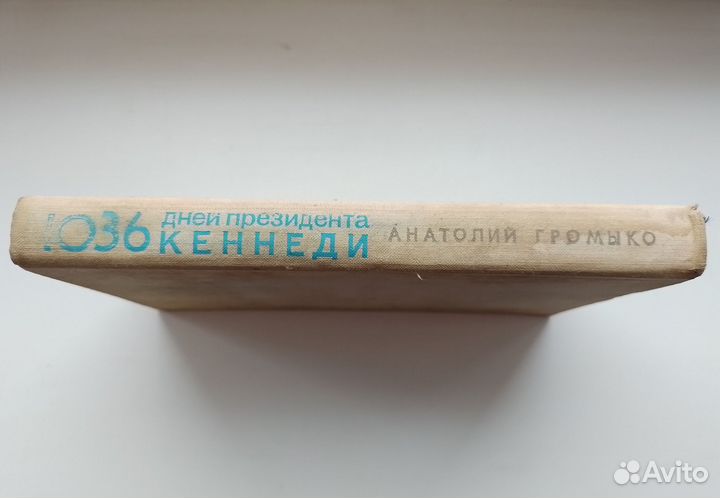 1036 дней президента
КЕННЕДИ
АНАТОЛИЙ ГРОМЫКО
Avito